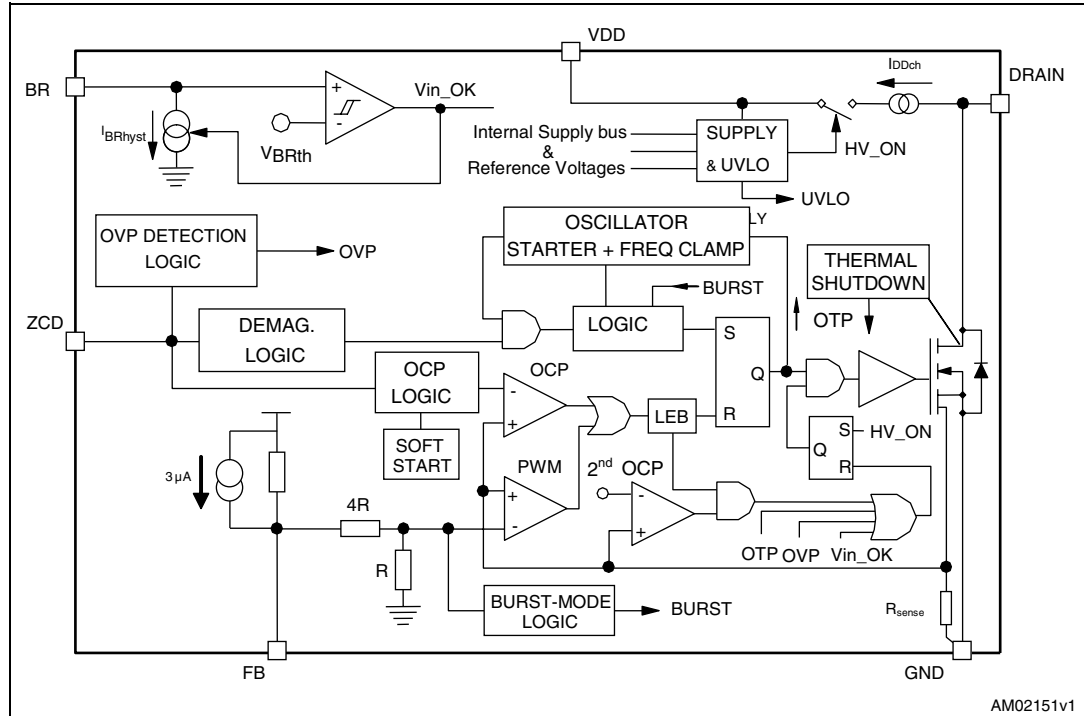 VDD
BR
Vin_OK
IDDch
DRAIN
+
-
IBRhyst
VBRth
Internal Supply bus
&
Reference Voltages
SUPPLY
& UVLO
HV_ON
UVLO
OVP DETECTION
LOGIC
OVP
OSCILLATOR
STARTER + FREQ CLAMP
LY
THERMAL
SHUTDOWN
BURST
OTP
ZCD
DEMAG.
LOGIC
LOGIC
S
Q
R
OCP
LOGIC
OCP
-
+
LEB
SOFT
START
S
Q
R
HV_ON
3 µA
PWM
+
-
2nd OCP
-
+
4R
R
OTP
OVP
Vin_OK
BURST-MODE
LOGIC
BURST
Rsense
FB
GND
AM02151v1